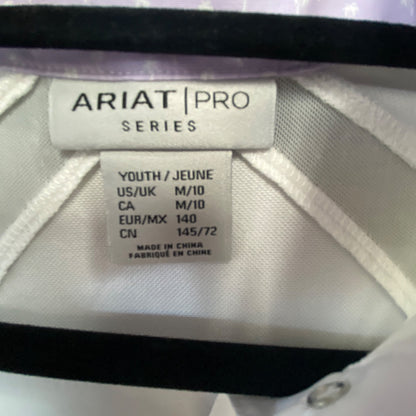 ARIAT | PRO
SERIES
YOUTH / JEUNE
US/UK M/10
CA M/10
EUR/MX 140
CN 145/72
MADE IN CHINA
FABRIQUÉ EN CHINE